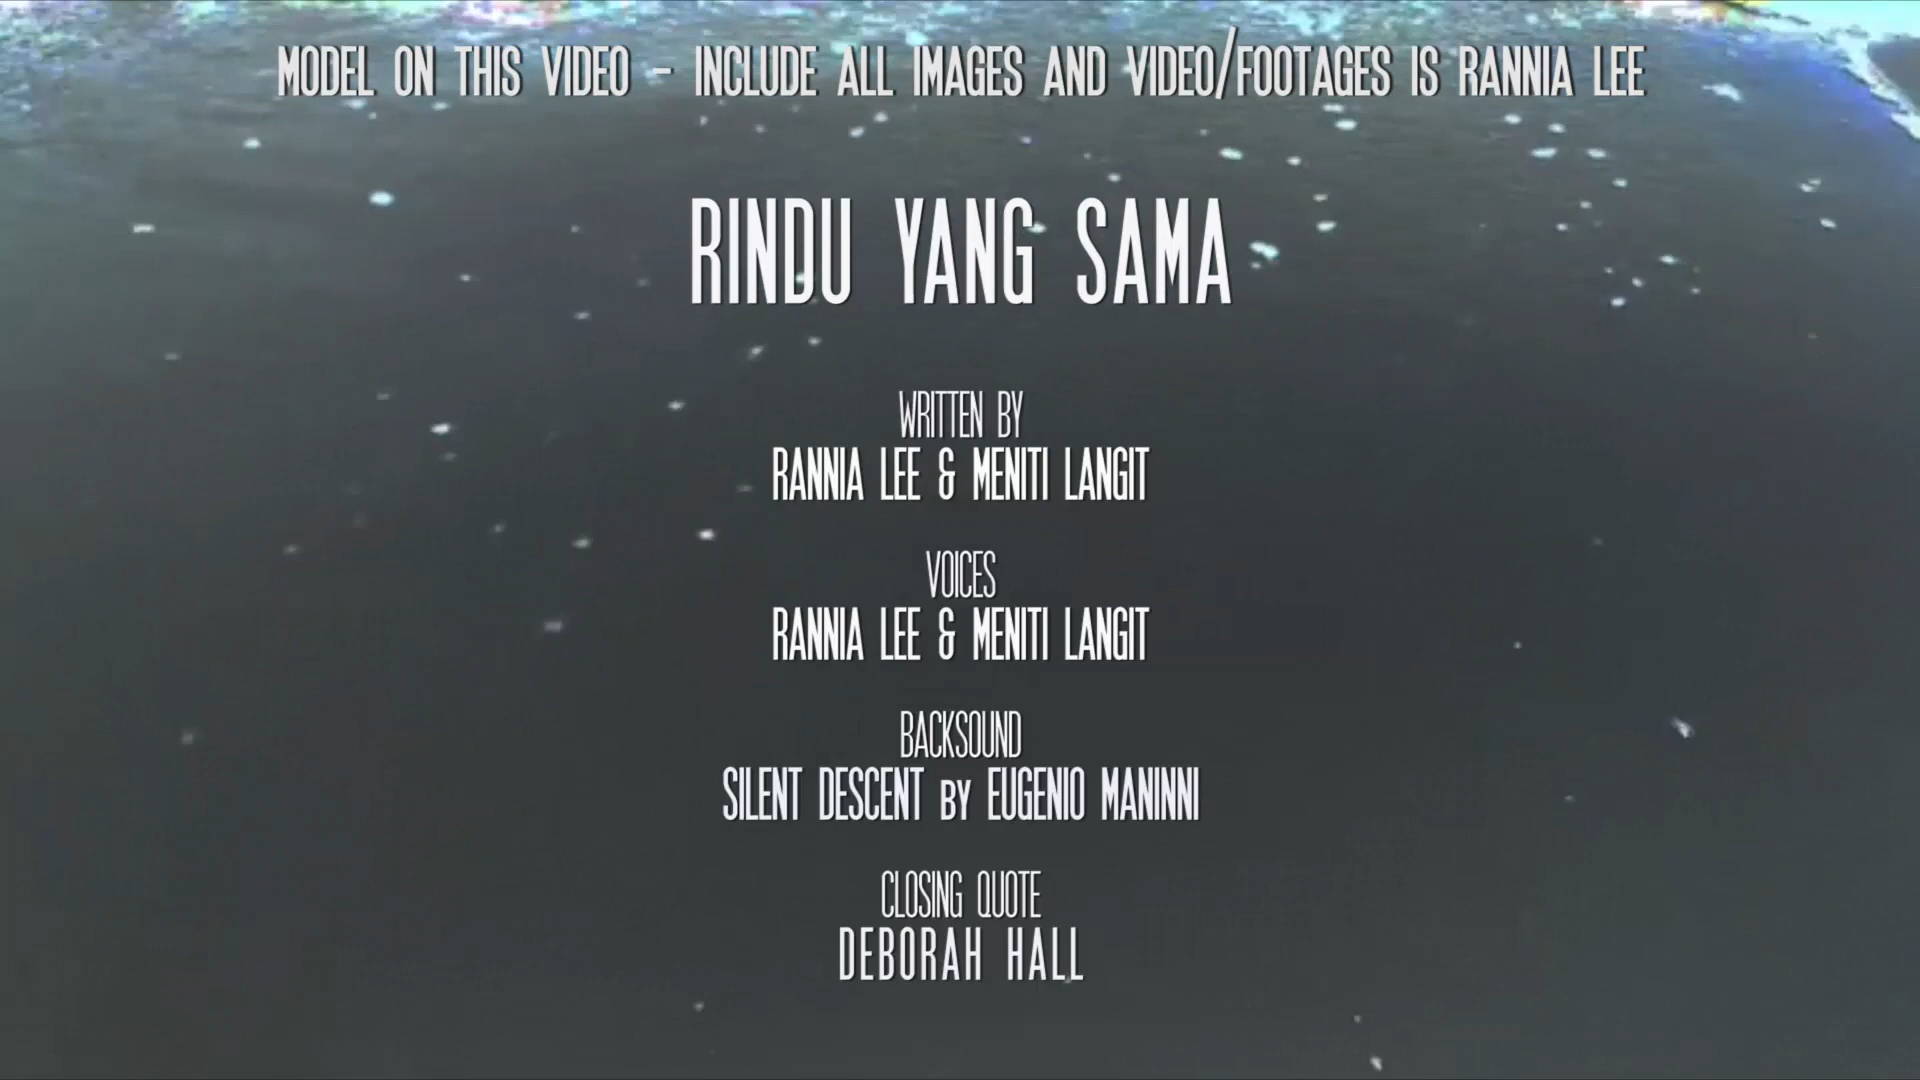 MODEL ON THIS VIDEO - INCLUDE ALL IMAGES AND VIDEO/FOOTAGES IS RANNIA LEE
RINDU YANG SAMA
WRITTEN BY
RANNIA LEE & MENITI LANGIT
VOICES
RANNIA LEE & MENITI LANGIT
BACKSOUND
SILENT DESCENT BY EUGENIO MANINNI
CLOSING QUOTE
DEBORAH HALL